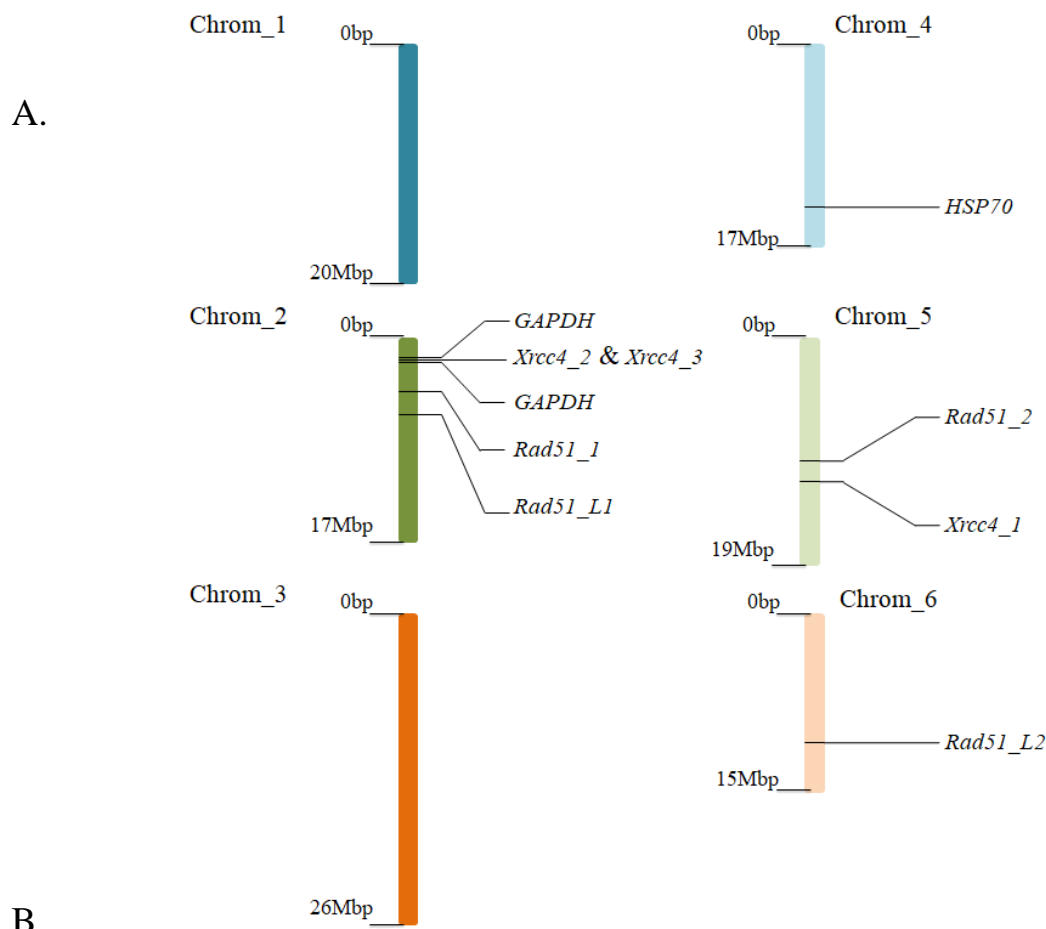 A.
Chrom_1
0bp
20Mbp
Chrom_2
0bp
GAPDH
Xrcc4_2 & Xrcc4_3
GAPDH
Rad51_1
Rad51_L1
17Mbp
Chrom_3
0bp
26Mbp
Chrom_4
0bp
HSP70
17Mbp
Chrom_5
0bp
Rad51_2
Xrcc4_1
19Mbp
Chrom_6
0bp
Rad51_L2
15Mbp
B